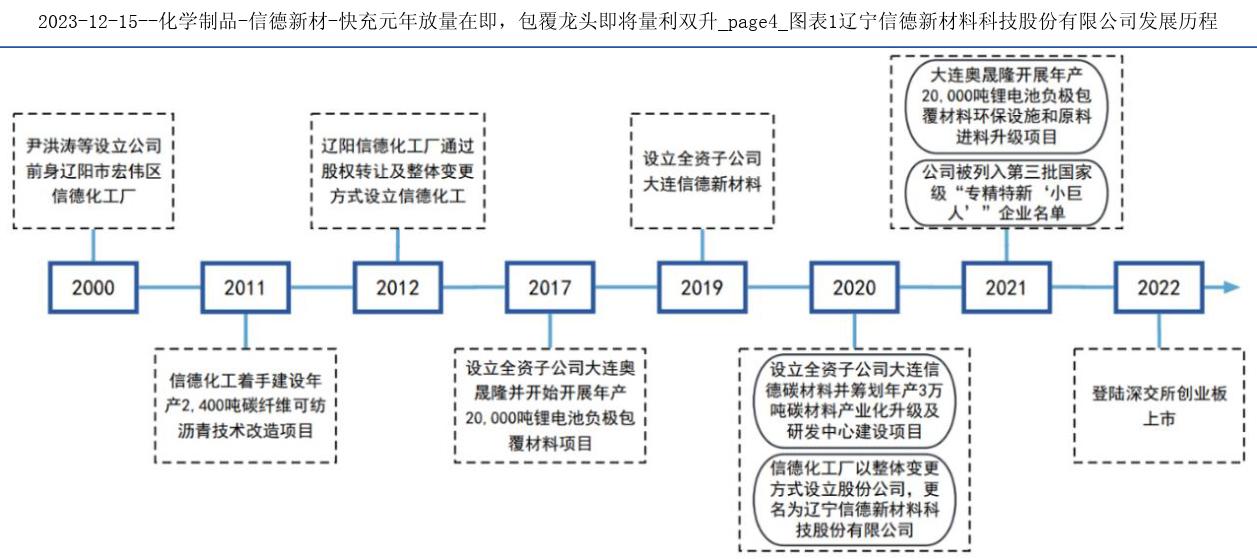 2023-12-15--化学制品-信德新材-快充元年放量在即，包覆龙头即将量利双升_page4_图表1辽宁信德新材料科技股份有限公司发展历程
尹洪涛等设立公司
前身辽阳市宏伟区
信德化工厂
辽阳信德化工厂通过
股权转让及整体变更
方式设立信德化工
设立全资子公司
大连信德新材料
大连奥晟隆开展年产
20,000吨锂电池负极包
覆材料环保设施和原料
进料升级项目
公司被列入第三批国家
级“专精特新‘小巨
人’”企业名单
2000
2011
2012
2017
2019
2020
2021
2022
信德化工着手建设年
产2,400吨碳纤维可纺
沥青技术改造项目
设立全资子公司大连奥
晟隆并开始开展年产
20,000吨锂电池负极包
覆材料项目
设立全资子公司大连信
德碳材料并筹划年产3万
吨碳材料产业化升级及
研发中心建设项目
信德化工厂以整体变更
方式设立股份公司，更
名为辽宁信德新材料科
技股份有限公司
登陆深交所创业板
上市